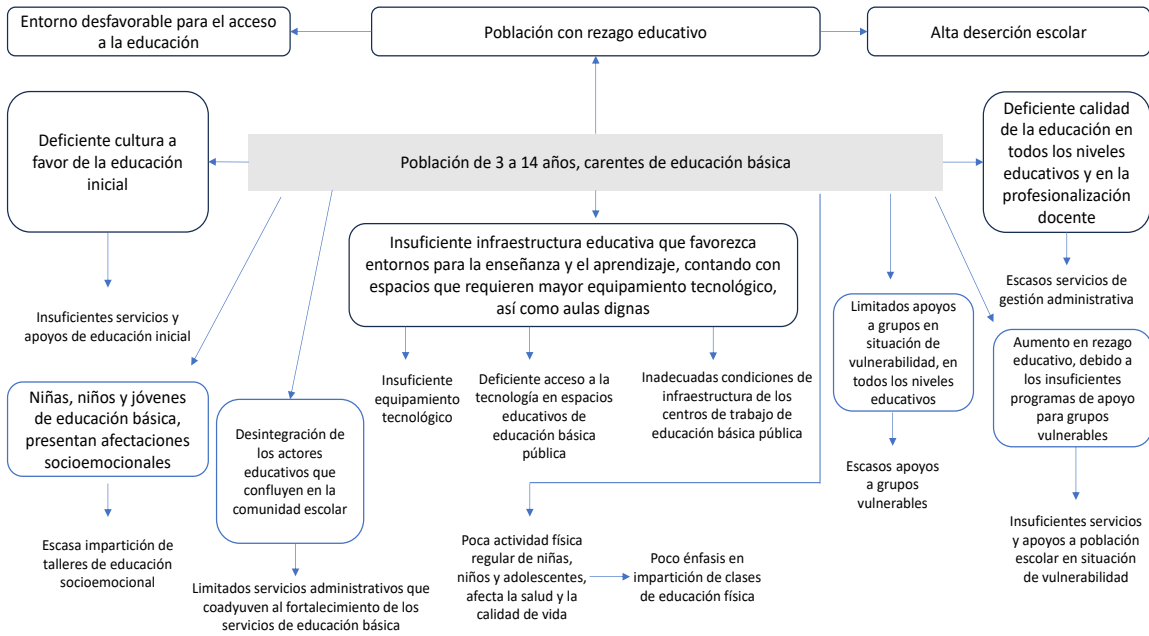 Entorno desfavorable para el acceso
a la educación
Población con rezago educativo
Alta deserción escolar
Deficiente cultura a
favor de la educación
inicial
Población de 3 a 14 años, carentes de educación básica
Deficiente calidad
de la educación en
todos los niveles
educativos y en la
profesionalización
docente
Insuficiente infraestructura educativa que favorezca
entornos para la enseñanza y el aprendizaje, contando con
espacios que requieren mayor equipamiento tecnológico,
así como aulas dignas
Escasos servicios de
gestión administrativa
Insuficientes servicios y
apoyos de educación inicial
Limitados apoyos
a grupos en
situación de
vulnerabilidad, en
todos los niveles
educativos
Aumento en rezago
educativo, debido a
los insuficientes
programas de apoyo
para grupos
vulnerables
Insuficiente
equipamiento
tecnológico
Deficiente acceso a la
tecnología en espacios
educativos de
educación básica
pública
Inadecuadas condiciones de
infraestructura de los
centros de trabajo de
educación básica pública
Niñas, niños y jóvenes
de educación básica,
presentan afectaciones
socioemocionales
Desintegración de
los actores
educativos que
confluyen en la
comunidad escolar
Escasos apoyos
a grupos
vulnerables
Escasa impartición de
talleres de educación
socioemocional
Poca actividad física
regular de niñas,
niños y adolescentes,
afecta la salud y la
calidad de vida
Poco énfasis en
impartición de clases
de educación física
Insuficientes servicios
y apoyos a población
escolar en situación
de vulnerabilidad
Limitados servicios administrativos que
coadyuven al fortalecimiento de los
servicios de educación básica